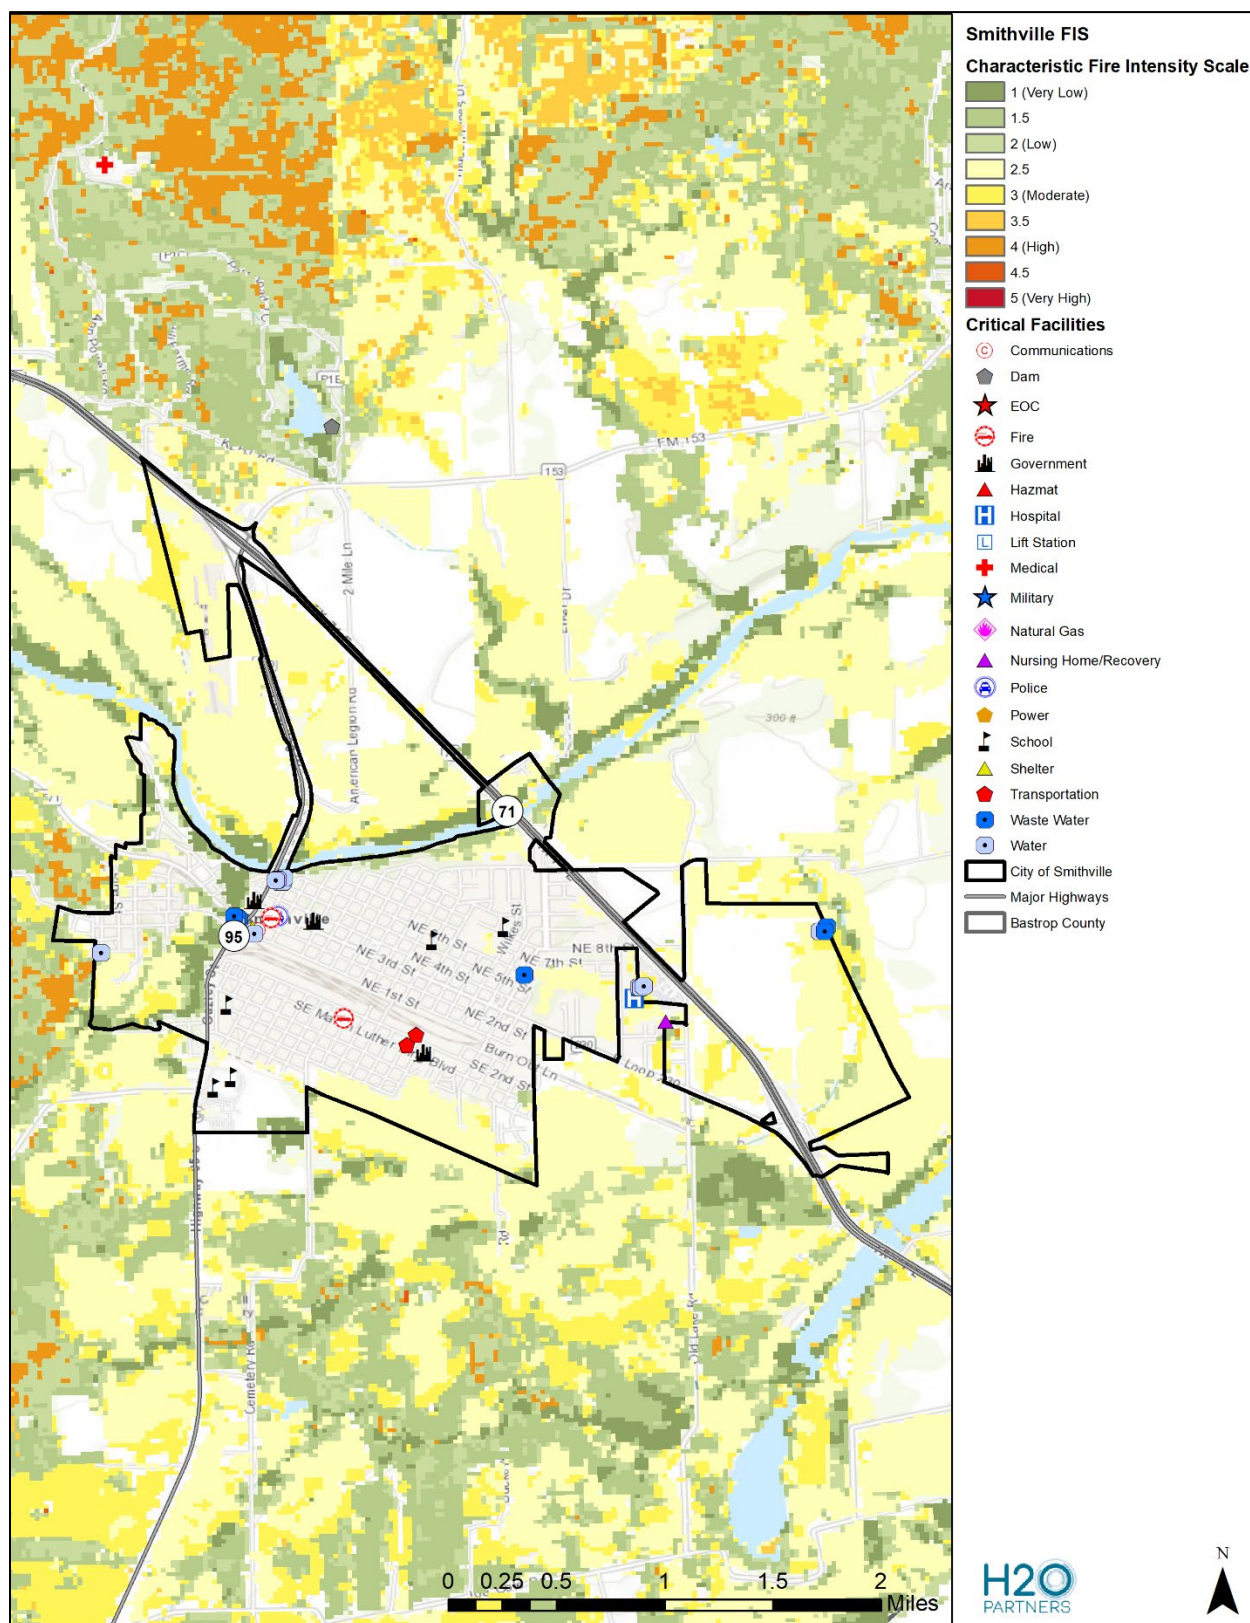 Smithville FIS
Characteristic Fire Intensity Scale
1 (Very Low)
1.5
2 (Low)
2.5
3 (Moderate)
3.5
4 (High)
4.5
5 (Very High)
Critical Facilities
C Communications
Dam
EOC
Fire
Government
Hazmat
H Hospital
L Lift Station
Medical
Military
Natural Gas
Nursing Home/Recovery
Police
Power
School
Shelter
Transportation
Waste Water
Water
City of Smithville
Major Highways
Bastrop County
P1E
FM 153
153
2 Mile Ln
American Legion Rd
300 ft
71
95
Wilkes St
NE 8th St
NE 7th St
NE 5th St
NE 4th St
NE 3rd St
NE 1st St
NE 2nd St
Burn Out Ln
SE 2nd St
Loop 230
Blvd
H
Cemetery Rd
Rd
0 0.25 0.5 1 1.5 2
Miles
H2O
PARTNERS
N